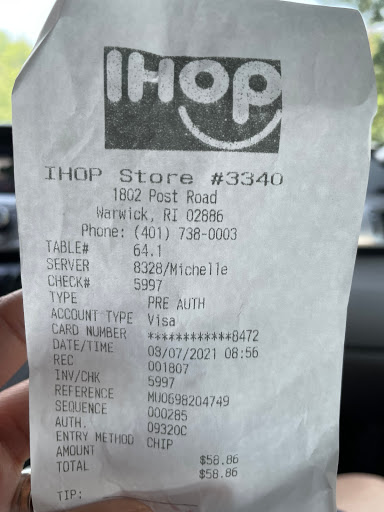 IHOP
IHOP Store #3340
1802 Post Road
Warwick, RI 02886
Phone: (401) 738-0003
TABLE# 64.1
SERVER 8328/Michelle
CHECK# 5997
TYPE PRE AUTH
ACCOUNT TYPE Visa
CARD NUMBER ************8472
DATE/TIME 08/07/2021 08:56
REC 001807
INV/CHK 5997
REFERENCE MU0698204749
SEQUENCE 000285
AUTH. 09320C
ENTRY METHOD CHIP
AMOUNT $58.86
TOTAL $58.86
TIP: